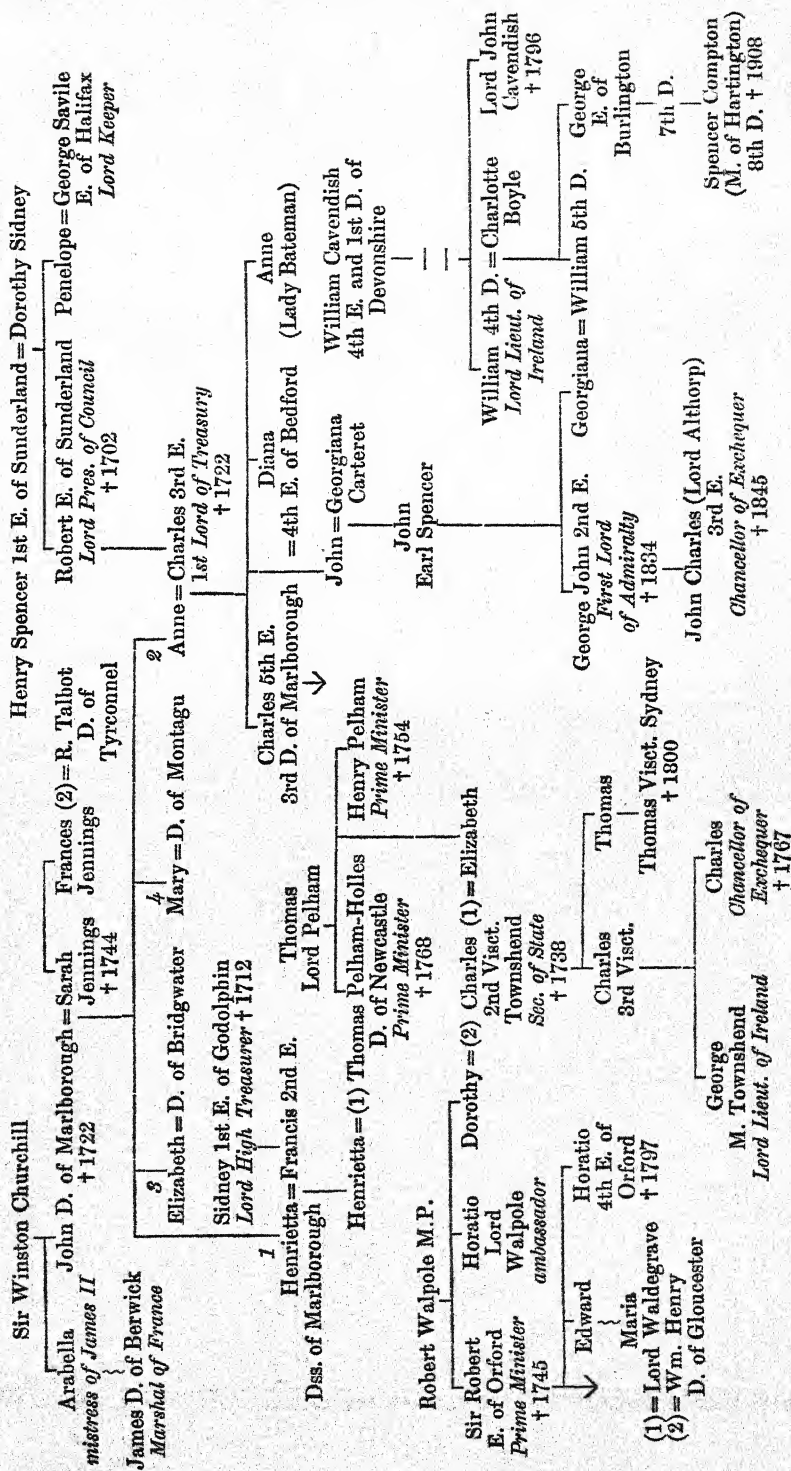 Henry Spencer 1st E. of Sunderland = Dorothy Sidney
Robert E. of Sunderland
Lord Pres. of Council
† 1702
Penelope = George Savile
E. of Halifax
Lord Keeper
Sir Winston Churchill
Arabella
mistress of James II
John D. of Marlborough = Sarah
† 1722
Jennings
† 1744
Frances (2) = R. Talbot
Jennings
D. of
Tyrconnel
James D. of Berwick
Marshal of France
3
Elizabeth = D. of Bridgwater
4
Mary = D. of Montagu
2
Anne = Charles 3rd E.
1st Lord of Treasury
† 1722
Sidney 1st E. of Godolphin
Lord High Treasurer † 1712
1
Henrietta = Francis 2nd E.
Dss. of Marlborough
Charles 5th E.
3rd D. of Marlborough
Diana
= 4th E. of Bedford
Anne
(Lady Bateman)
John = Georgiana
Carteret
William Cavendish
4th E. and 1st D. of
Devonshire
John
Earl Spencer
William 4th D. = Charlotte
Lord Lieut. of
Ireland
Boyle
Lord John
Cavendish
† 1796
Thomas
Lord Pelham
Henrietta = (1) Thomas Pelham-Holles
D. of Newcastle
Prime Minister
† 1768
Henry Pelham
Prime Minister
† 1754
George John 2nd E.
First Lord
of Admiralty
† 1834
Georgiana = William 5th D.
George
E. of
Burlington
7th D.
Spencer Compton
(M. of Hartington)
8th D. † 1908
John Charles (Lord Althorp)
3rd E.
Chancellor of Exchequer
† 1845
Robert Walpole M.P.
Sir Robert
E. of Orford
Prime Minister
† 1745
Horatio
Lord
Walpole
ambassador
Dorothy = (2) Charles (1) = Elizabeth
2nd Visct.
Townshend
Sec. of State
† 1738
Edward
Maria
(1) = Lord Waldegrave
(2) = Wm. Henry
D. of Gloucester
Horatio
4th E. of
Orford
† 1797
Charles
3rd Visct.
Thomas
Thomas Visct. Sydney
† 1800
George
M. Townshend
Lord Lieut. of Ireland
Charles
Chancellor of
Exchequer
† 1767